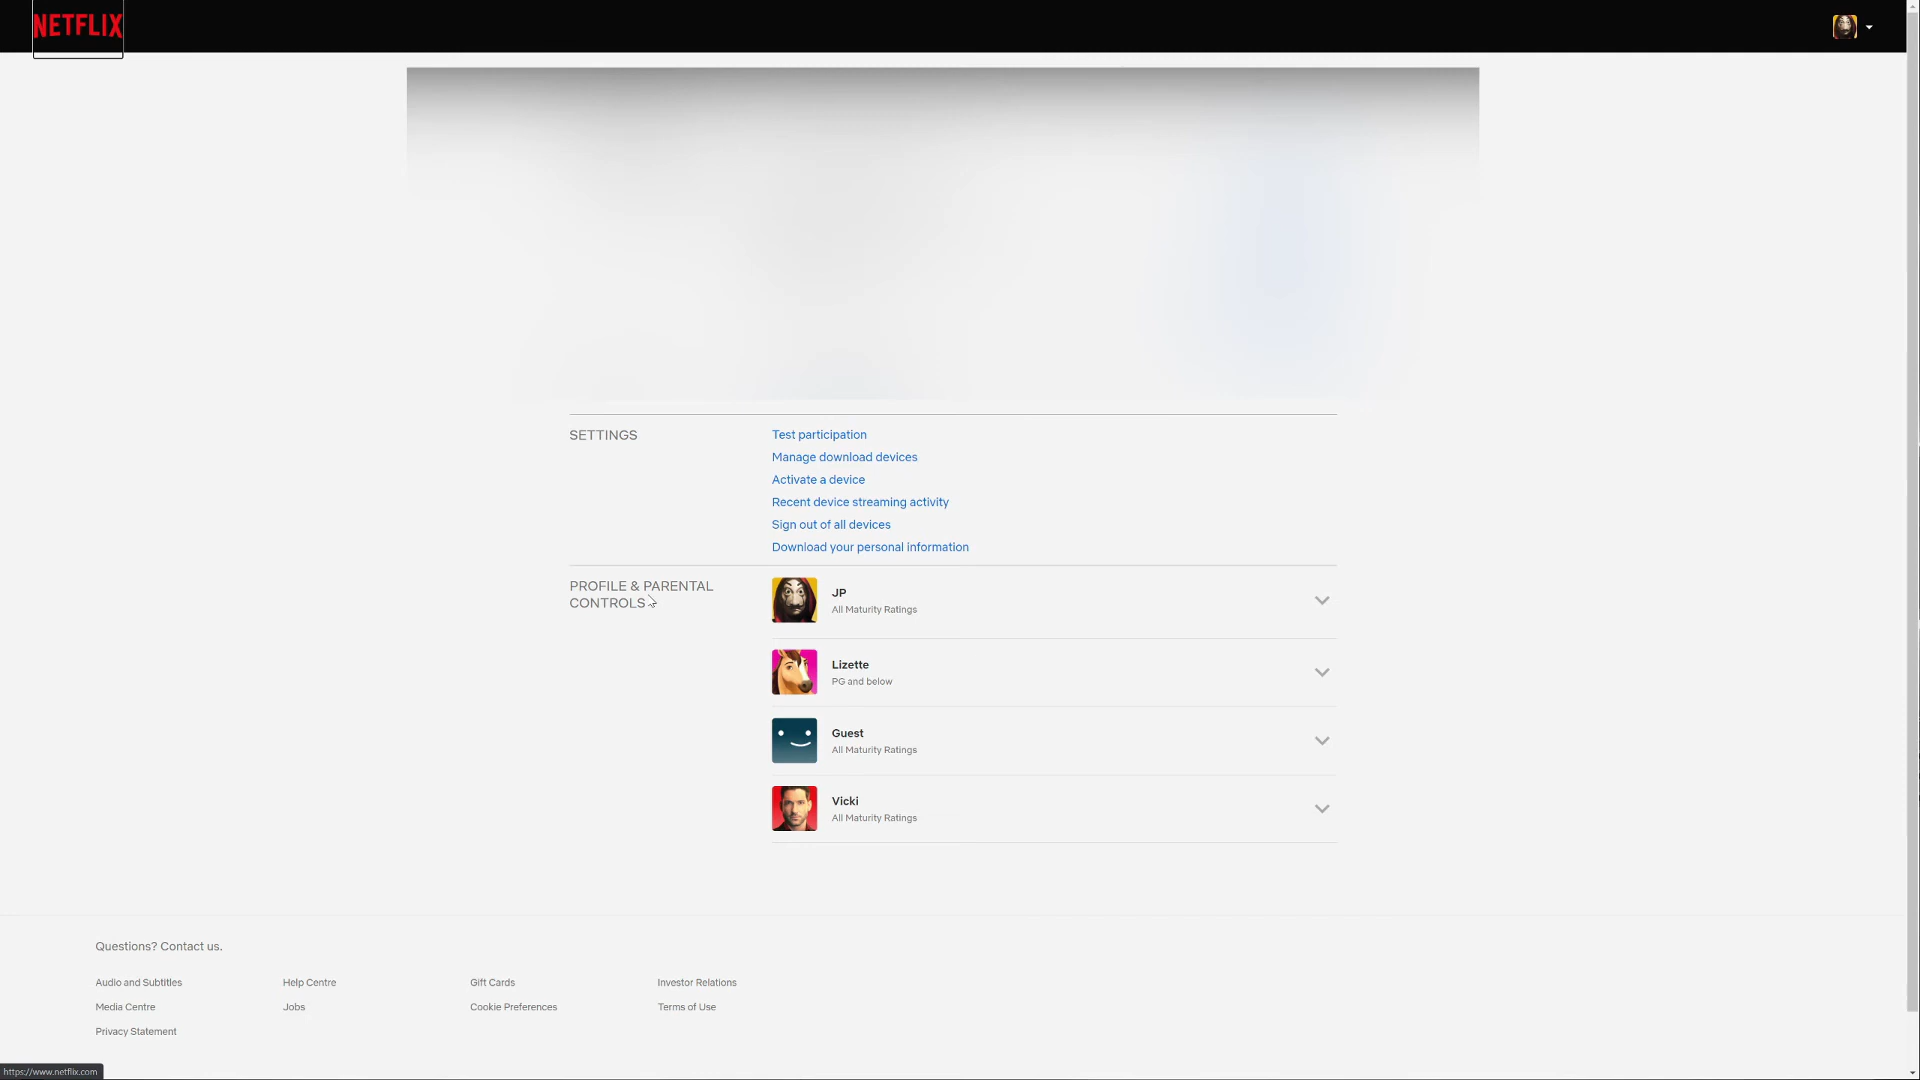 NETFLIX
SETTINGS
Test participation
Manage download devices
Activate a device
Recent device streaming activity
Sign out of all devices
Download your personal information
PROFILE & PARENTAL
CONTROLS
JP
All Maturity Ratings
Lizette
PG and below
Guest
All Maturity Ratings
Vicki
All Maturity Ratings
Questions? Contact us.
Audio and Subtitles
Help Centre
Gift Cards
Investor Relations
Media Centre
Jobs
Cookie Preferences
Terms of Use
Privacy Statement
https://www.netflix.com